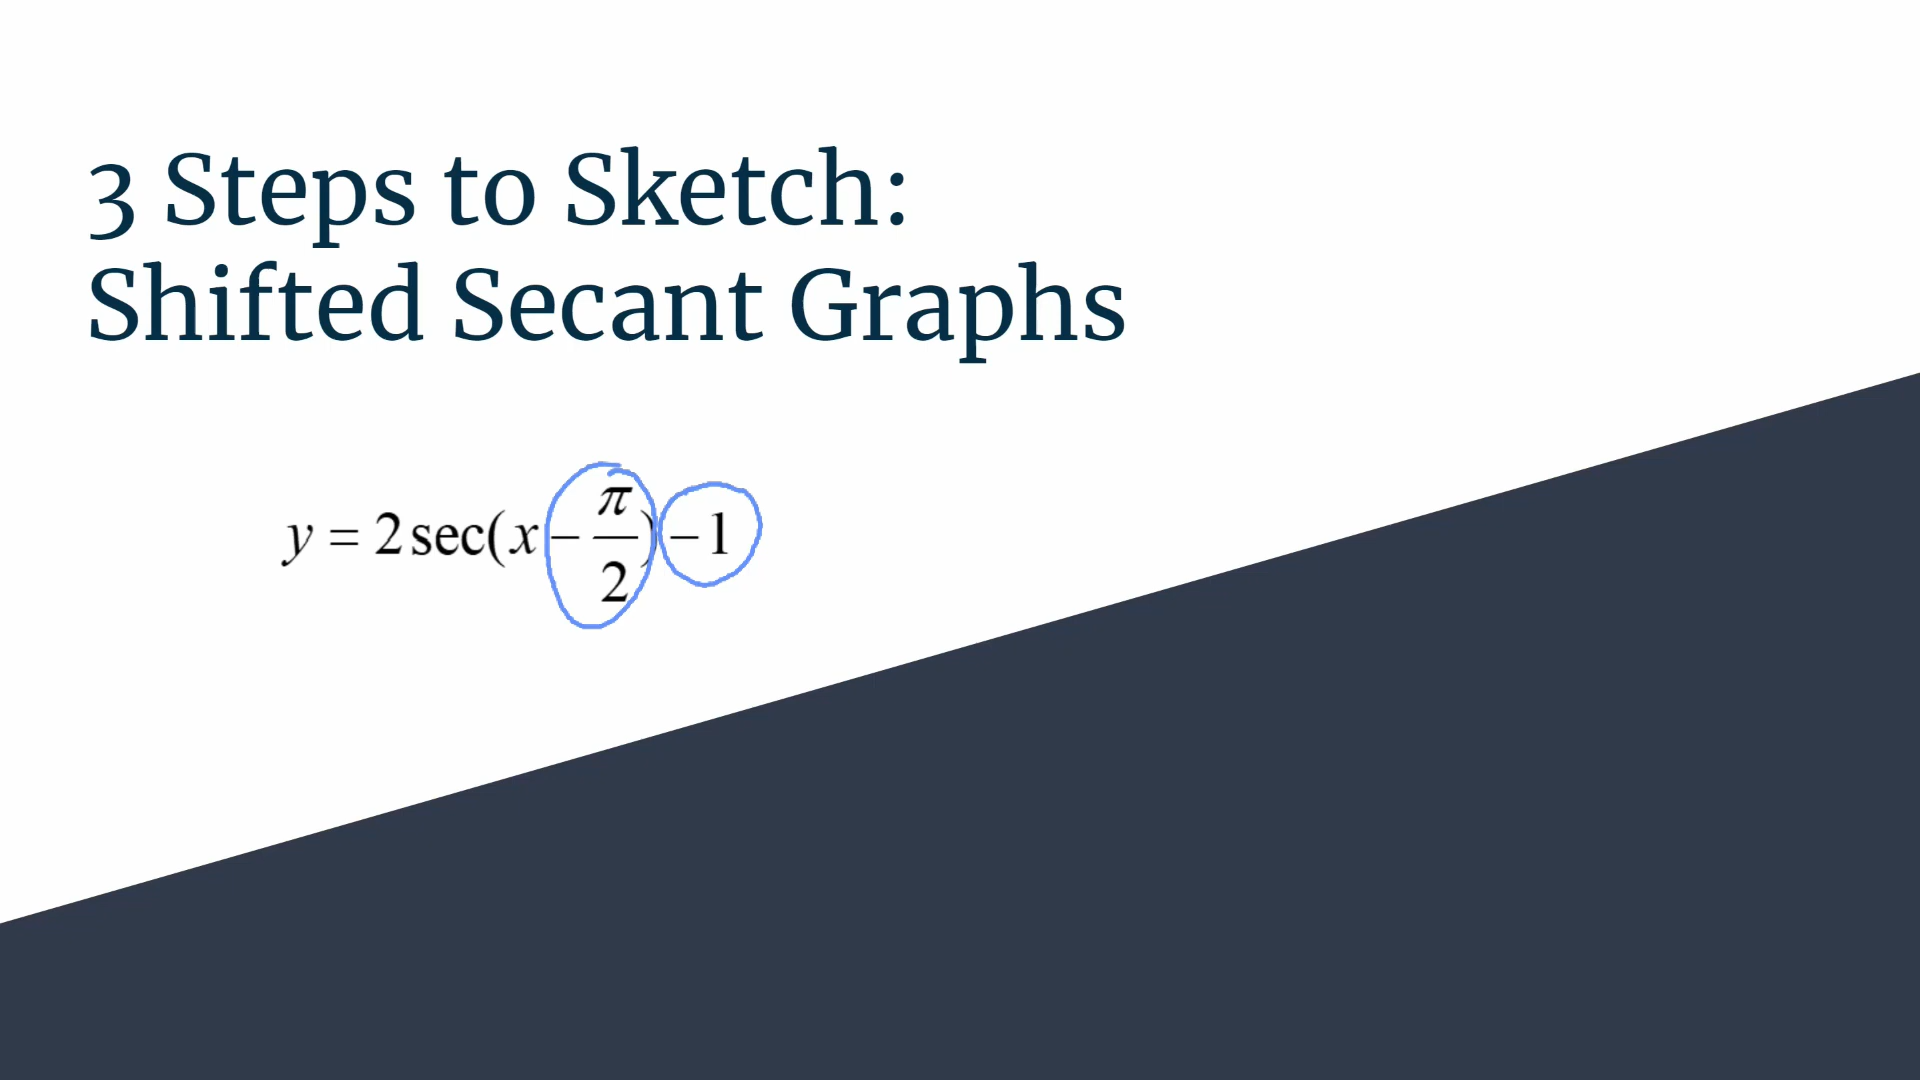 3 Steps to Sketch:
Shifted Secant Graphs
y = 2 sec(x − π/2) − 1